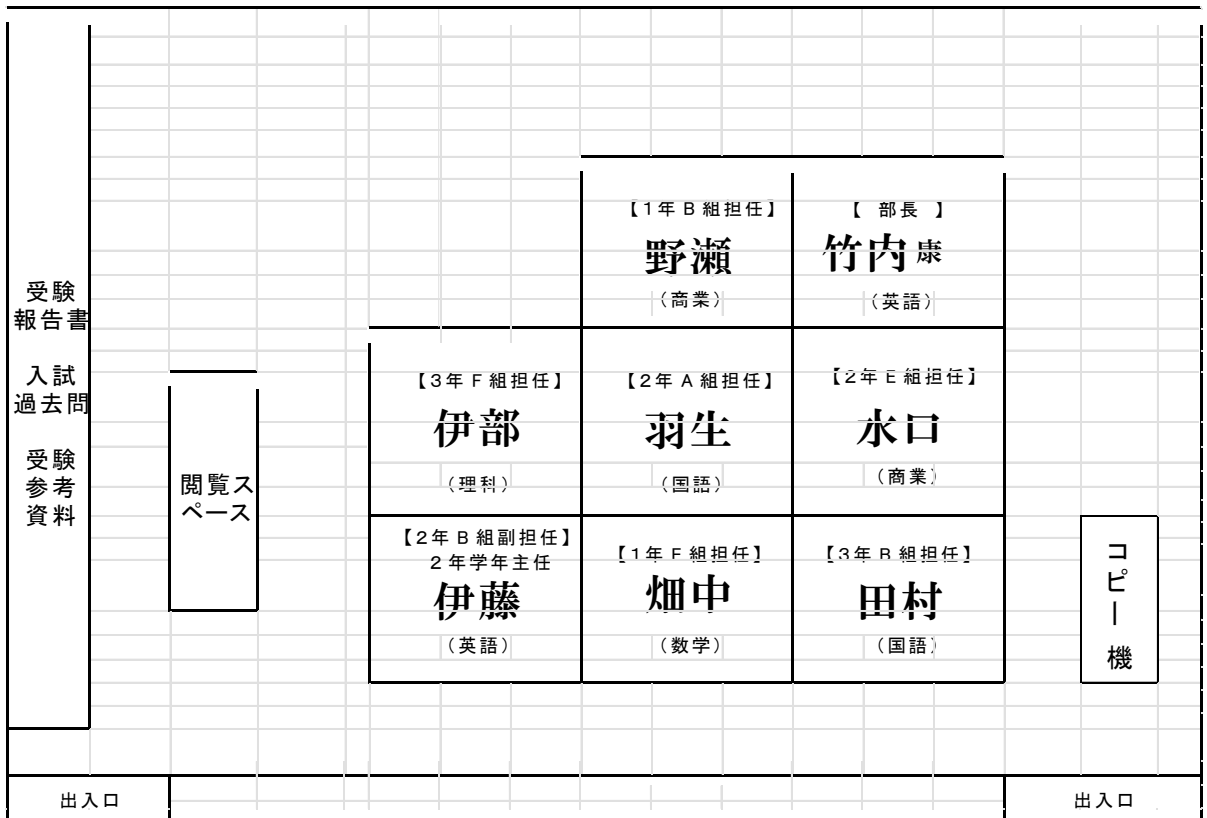 受験
報告書
入試
過去問
受験
参考
資料
閲覧ス
ペース
【1年B組担任】
野瀬
（商業）
【 部長 】
竹内康
（英語）
【3年F組担任】
伊部
（理科）
【2年A組担任】
羽生
（国語）
【2年E組担任】
水口
（商業）
【2年B組副担任】
2年学年主任
伊藤
（英語）
【1年F組担任】
畑中
（数学）
【3年B組担任】
田村
（国語）
コピー機
出入口
出入口